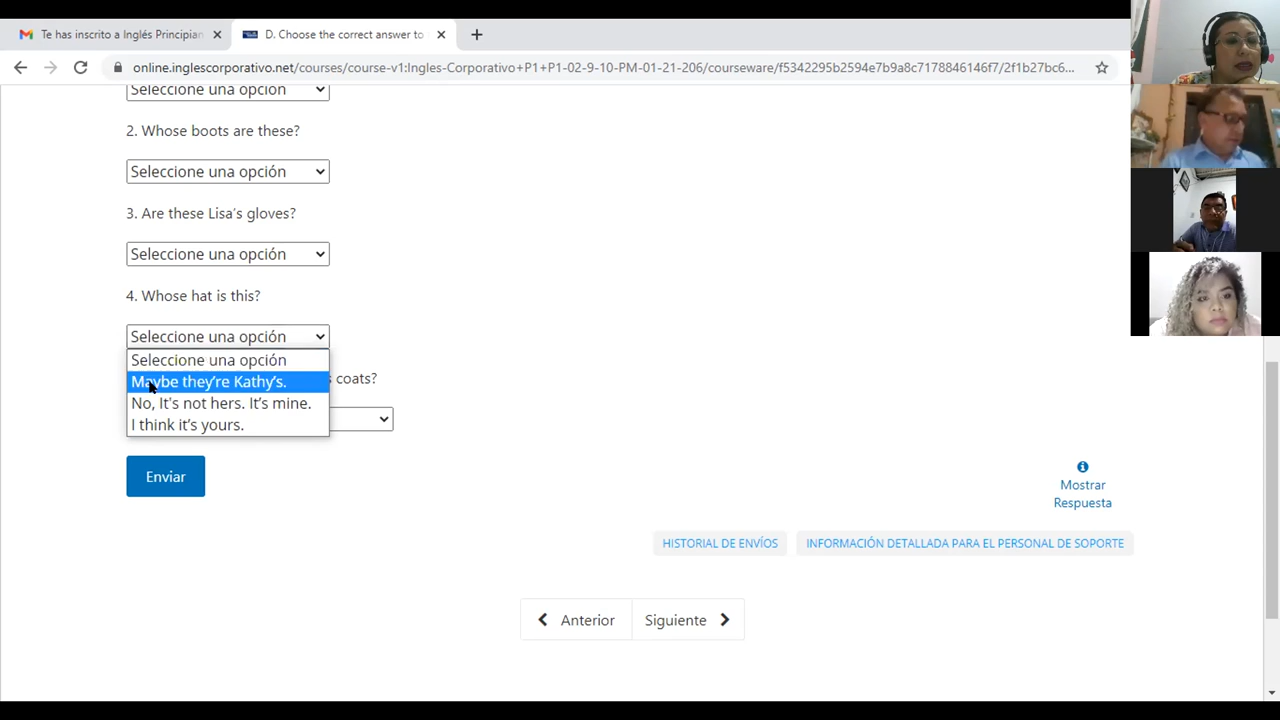 Te has inscrito a Inglés Principian
D. Choose the correct answer to
online.inglescorporativo.net/courses/course-v1:Ingles-Corporativo+P1+P1-02-9-10-PM-01-21-206/courseware/f5342295b2594e7b9a8c7178846146f7/2f1b27bc6...
Seleccione una opción
2. Whose boots are these?
Seleccione una opción
3. Are these Lisa's gloves?
Seleccione una opción
4. Whose hat is this?
Seleccione una opción
Seleccione una opción
Maybe they're Kathy's.
s coats?
No, It's not hers. It's mine.
I think it's yours.
Enviar
Mostrar
Respuesta
HISTORIAL DE ENVÍOS
INFORMACIÓN DETALLADA PARA EL PERSONAL DE SOPORTE
Anterior
Siguiente